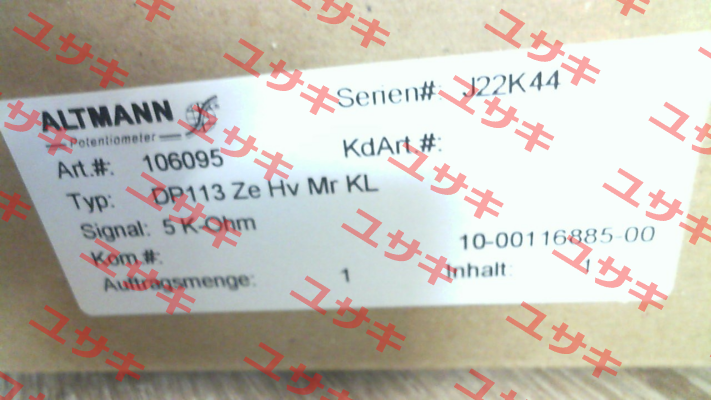 ALTMANN
Potentiometer
Serien#: J22K44
Art.#: 106095
KdArt.#:
Typ: DP113 Ze Hv Mr KL
Signal: 5 K-Ohm
10-00116885-00
Kom.#:
Auftragsmenge: 1
Inhalt: 1
ユサキ